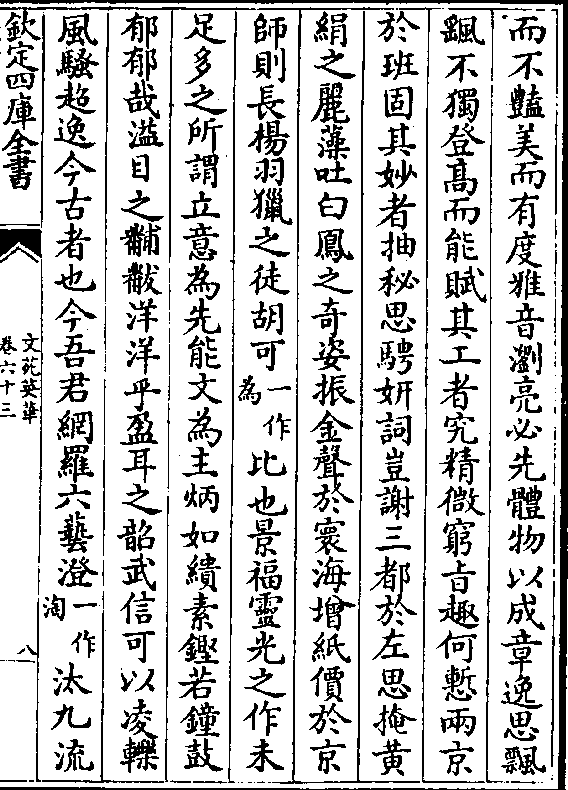 而不豔美而有度雅音瀏亮必先體物以成章逸思飄
飄不獨登髙而能賦其工者究精微窮旨趣何慙兩京
於班固其妙者抽秘思騁妍詞豈謝三都於左思掩黄
絹之麗藻吐白鳳之奇姿振金聲於寰海增紙價於京
師則長楊羽獵之徒胡可一作為比也景福靈光之作未
足多之所謂立意為先能文為主炳如繢素鏗若鐘鼓
郁郁哉溢目之黼黻洋洋乎盈耳之韶武信可以凌轢
風騷超逸今古者也今吾君網羅六藝澄一作淘汰九流
欽定四庫全書
文苑英華
卷六十三
八